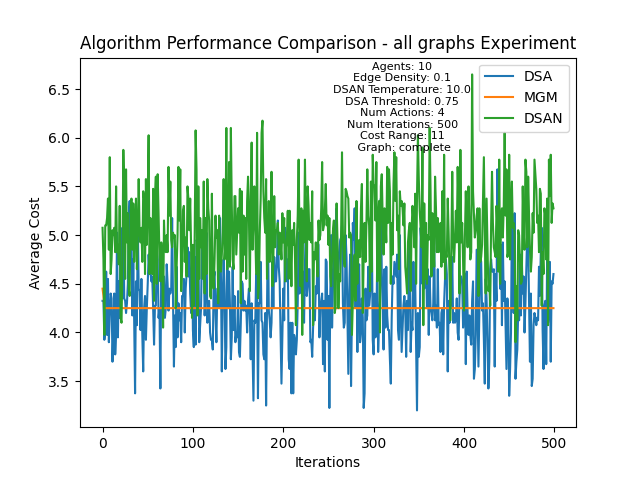 Algorithm Performance Comparison - all graphs Experiment
Agents: 10
Edge Density: 0.1
DSAN Temperature: 10.0
DSA Threshold: 0.75
Num Actions: 4
Num Iterations: 500
Cost Range: 11
Graph: complete
DSA
MGM
DSAN
Average Cost
6.5
6.0
5.5
5.0
4.5
4.0
3.5
0
100
200
300
400
500
Iterations